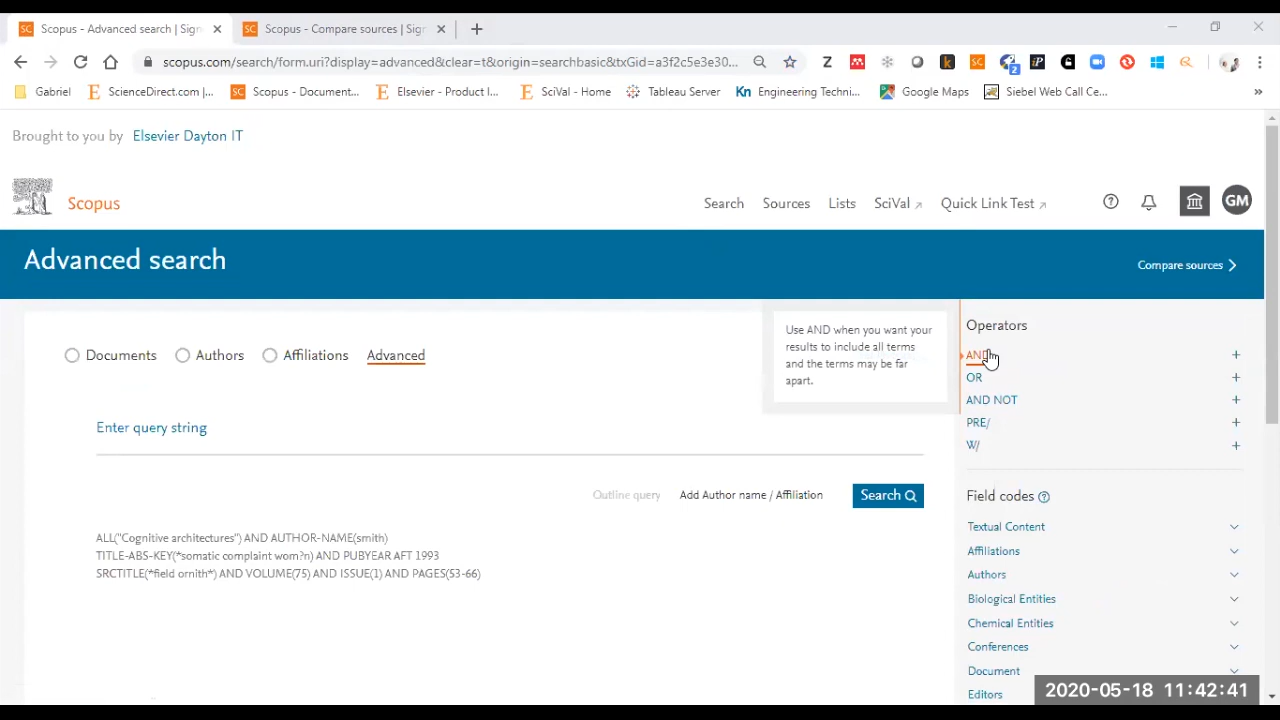 Scopus - Advanced search | Sign
Scopus - Compare sources | Sign
scopus.com/search/form.uri?display=advanced&clear=t&origin=searchbasic&txGid=a3f2c5e3e30...
Gabriel
ScienceDirect.com |...
Scopus - Document...
Elsevier - Product I...
SciVal - Home
Tableau Server
Engineering Techni...
Google Maps
Siebel Web Call Ce...
»
Brought to you by Elsevier Dayton IT
Scopus
Search
Sources
Lists
SciVal
Quick Link Test
GM
Advanced search
Compare sources
Use AND when you want your
results to include all terms
and the terms may be far
apart.
Operators
AND
OR
AND NOT
PRE/
W/
Documents
Authors
Affiliations
Advanced
Enter query string
Outline query
Add Author name / Affiliation
Search
ALL("Cognitive architectures") AND AUTHOR-NAME(smith)
TITLE-ABS-KEY(*somatic complaint wom?n) AND PUBYEAR AFT 1993
SRCTITLE(*field ornith*) AND VOLUME(75) AND ISSUE(1) AND PAGES(53-66)
Field codes
Textual Content
Affiliations
Authors
Biological Entities
Chemical Entities
Conferences
Document
Editors
2020-05-18 11:42:41